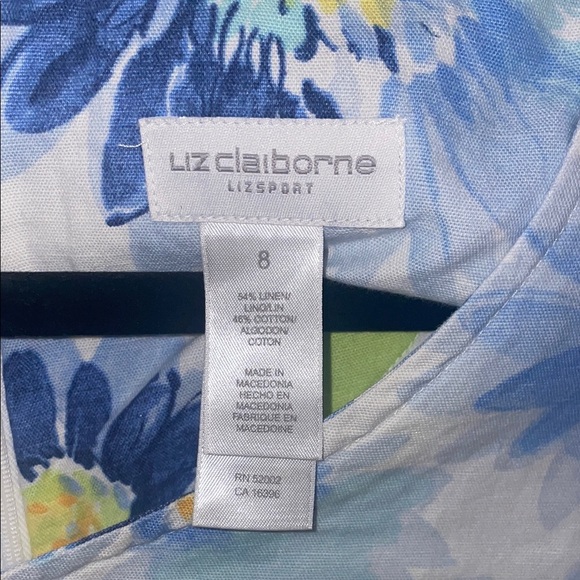 Liz claiborne
LIZSPORT
8
54% LINEN/
LINO/LIN
46% COTTON/
ALGODON/
COTON
MADE IN
MACEDONIA
HECHO EN
MACEDONIA
FABRIQUE EN
MACEDOINE
RN 52002
CA 16396